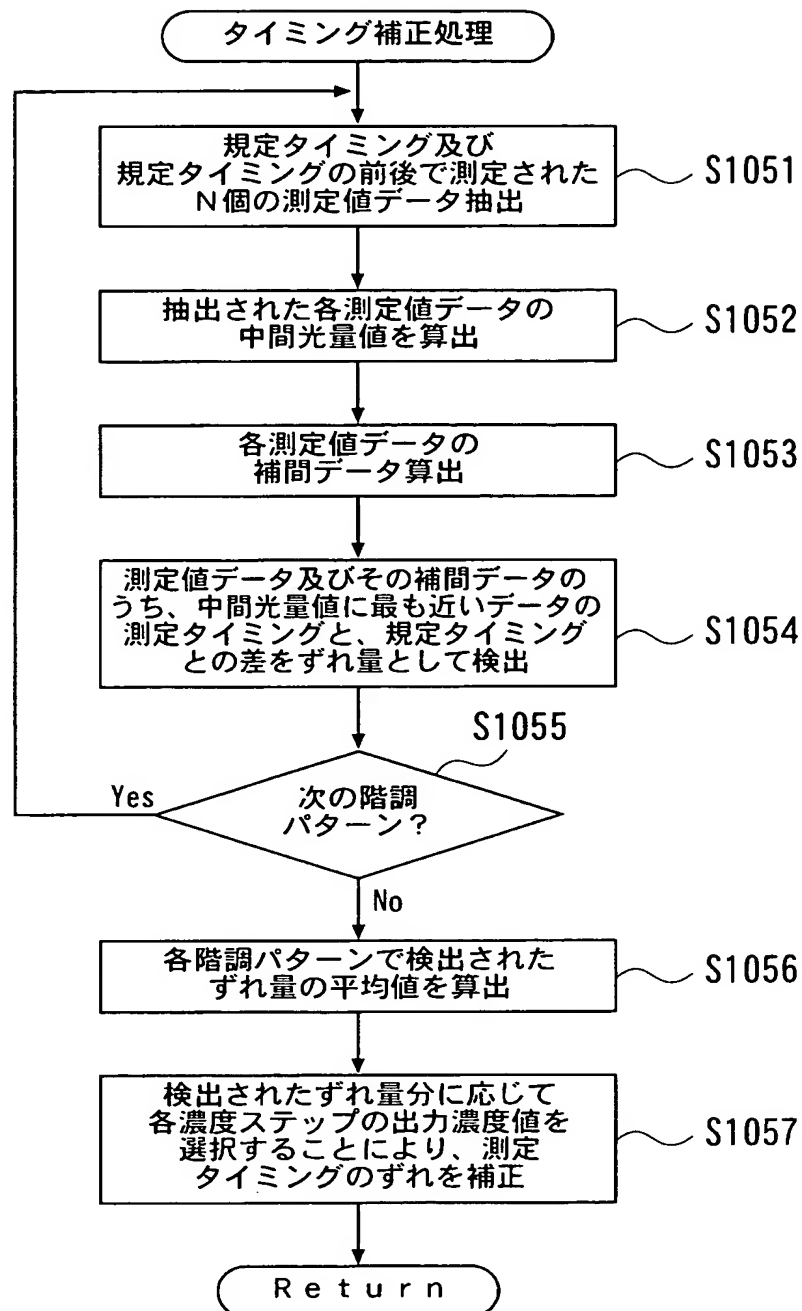 タイミング補正処理
規定タイミング及び
規定タイミングの前後で測定された
N個の測定値データ抽出
S1051
抽出された各測定値データの
中間光量値を算出
S1052
各測定値データの
補間データ算出
S1053
測定値データ及びその補間データの
うち、中間光量値に最も近いデータの
測定タイミングと、規定タイミング
との差をずれ量として検出
S1054
S1055
Yes
次の階調
パターン?
No
各階調パターンで検出された
ずれ量の平均値を算出
S1056
検出されたずれ量分に応じて
各濃度ステップの出力濃度値を
選択することにより、測定
タイミングのずれを補正
S1057
Return